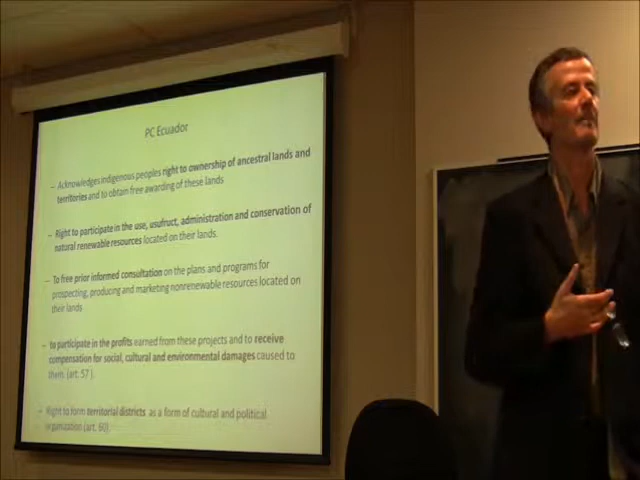 PC Ecuador
– Acknowledges indigenous peoples right to ownership of ancestral lands and
territories and to obtain free awarding of these lands
– Right to participate in the use, usufruct, administration and conservation of
natural renewable resources located on their lands.
– To free prior informed consultation on the plans and programs for
prospecting, producing and marketing nonrenewable resources located on
their lands
– to participate in the profits earned from these projects and to receive
compensation for social, cultural and environmental damages caused to
them. (art. 57 ).
– Right to form territorial districts as a form of cultural and political
organization (art. 60).